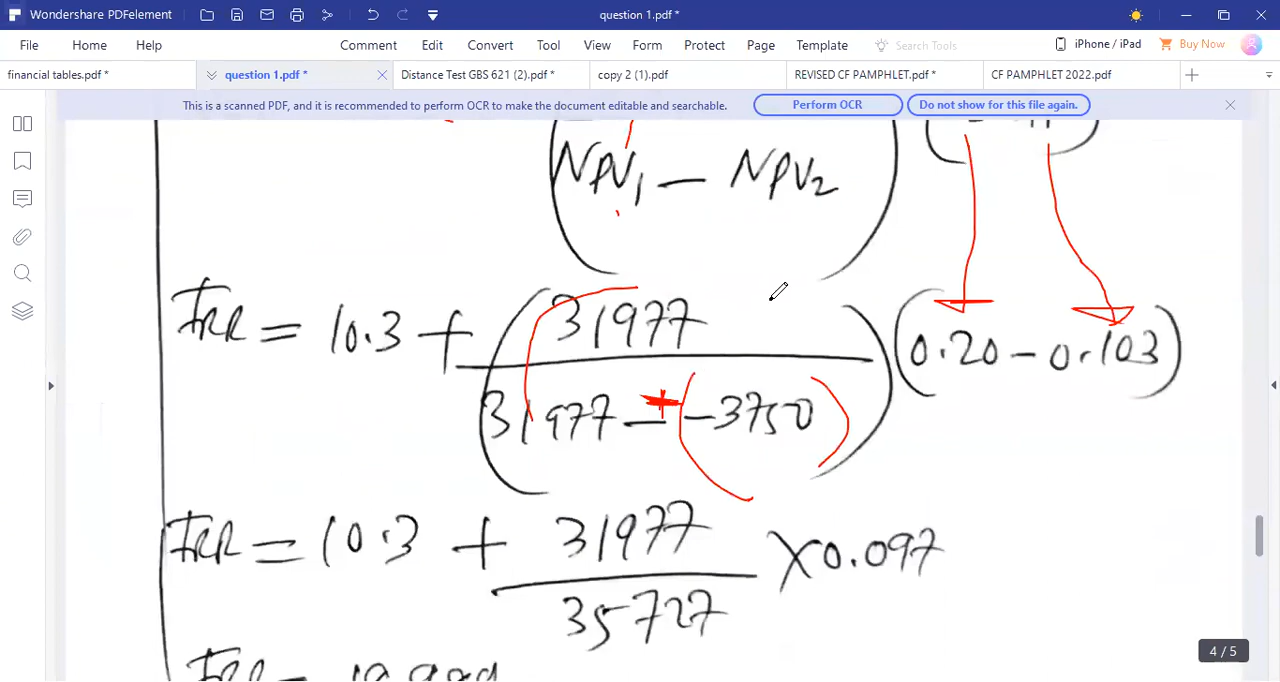 Wondershare PDFelement
question 1.pdf *
File Home Help Comment Edit Convert Tool View Form Protect Page Template Search Tools iPhone / iPad Buy Now
financial tables.pdf * question 1.pdf * Distance Test GBS 621 (2).pdf * copy 2 (1).pdf REVISED CF PAMPHLET.pdf * CF PAMPHLET 2022.pdf
This is a scanned PDF, and it is recommended to perform OCR to make the document editable and searchable. Perform OCR Do not show for this file again.
NPV1 — NPV2
IRR = 10.3 + (31977 / 31977 — + (-3750)) (0.20 - 0.103)
IRR = 10.3 + 31977 / 35727 X 0.097
IRR =
4 / 5